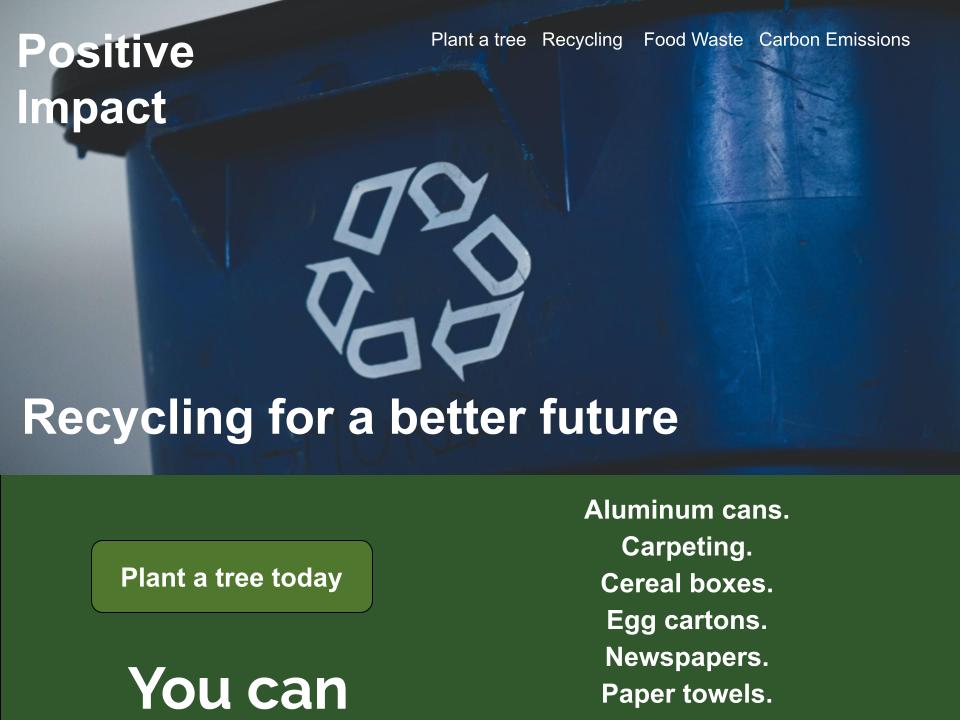 Positive
Impact
Plant a tree Recycling Food Waste Carbon Emissions
Recycling for a better future
Plant a tree today
You can
Aluminum cans.
Carpeting.
Cereal boxes.
Egg cartons.
Newspapers.
Paper towels.